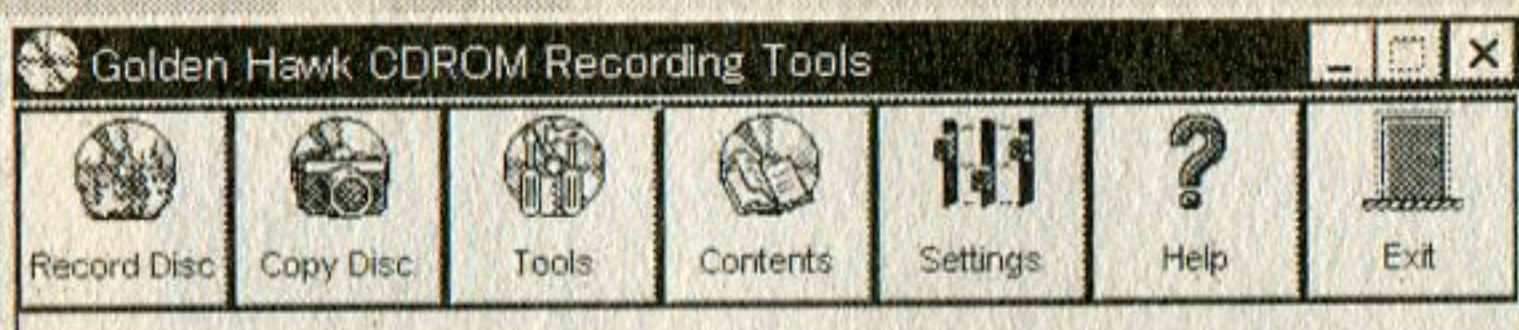 Golden Hawk CDROM Recording Tools
Record Disc Copy Disc Tools Contents Settings Help Exit